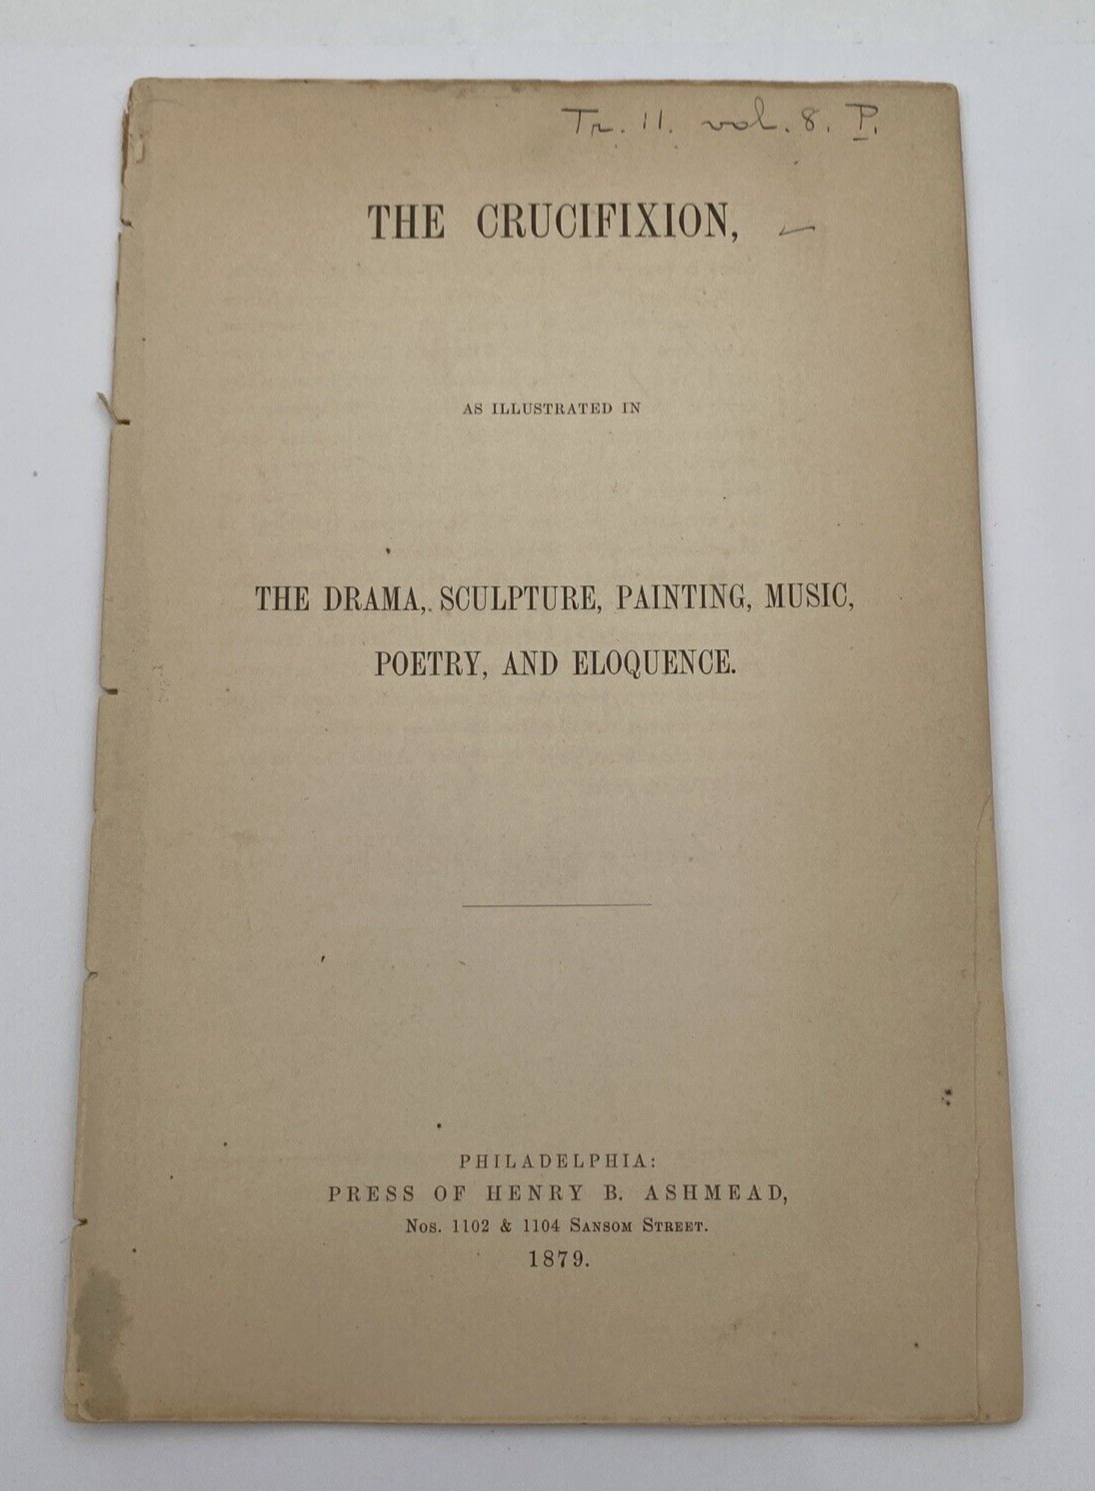 Tr. 11. vol. 8. P.
THE CRUCIFIXION,
AS ILLUSTRATED IN
THE DRAMA, SCULPTURE, PAINTING, MUSIC,
POETRY, AND ELOQUENCE.
PHILADELPHIA:
PRESS OF HENRY B. ASHMEAD,
Nos. 1102 & 1104 Sansom Street.
1879.